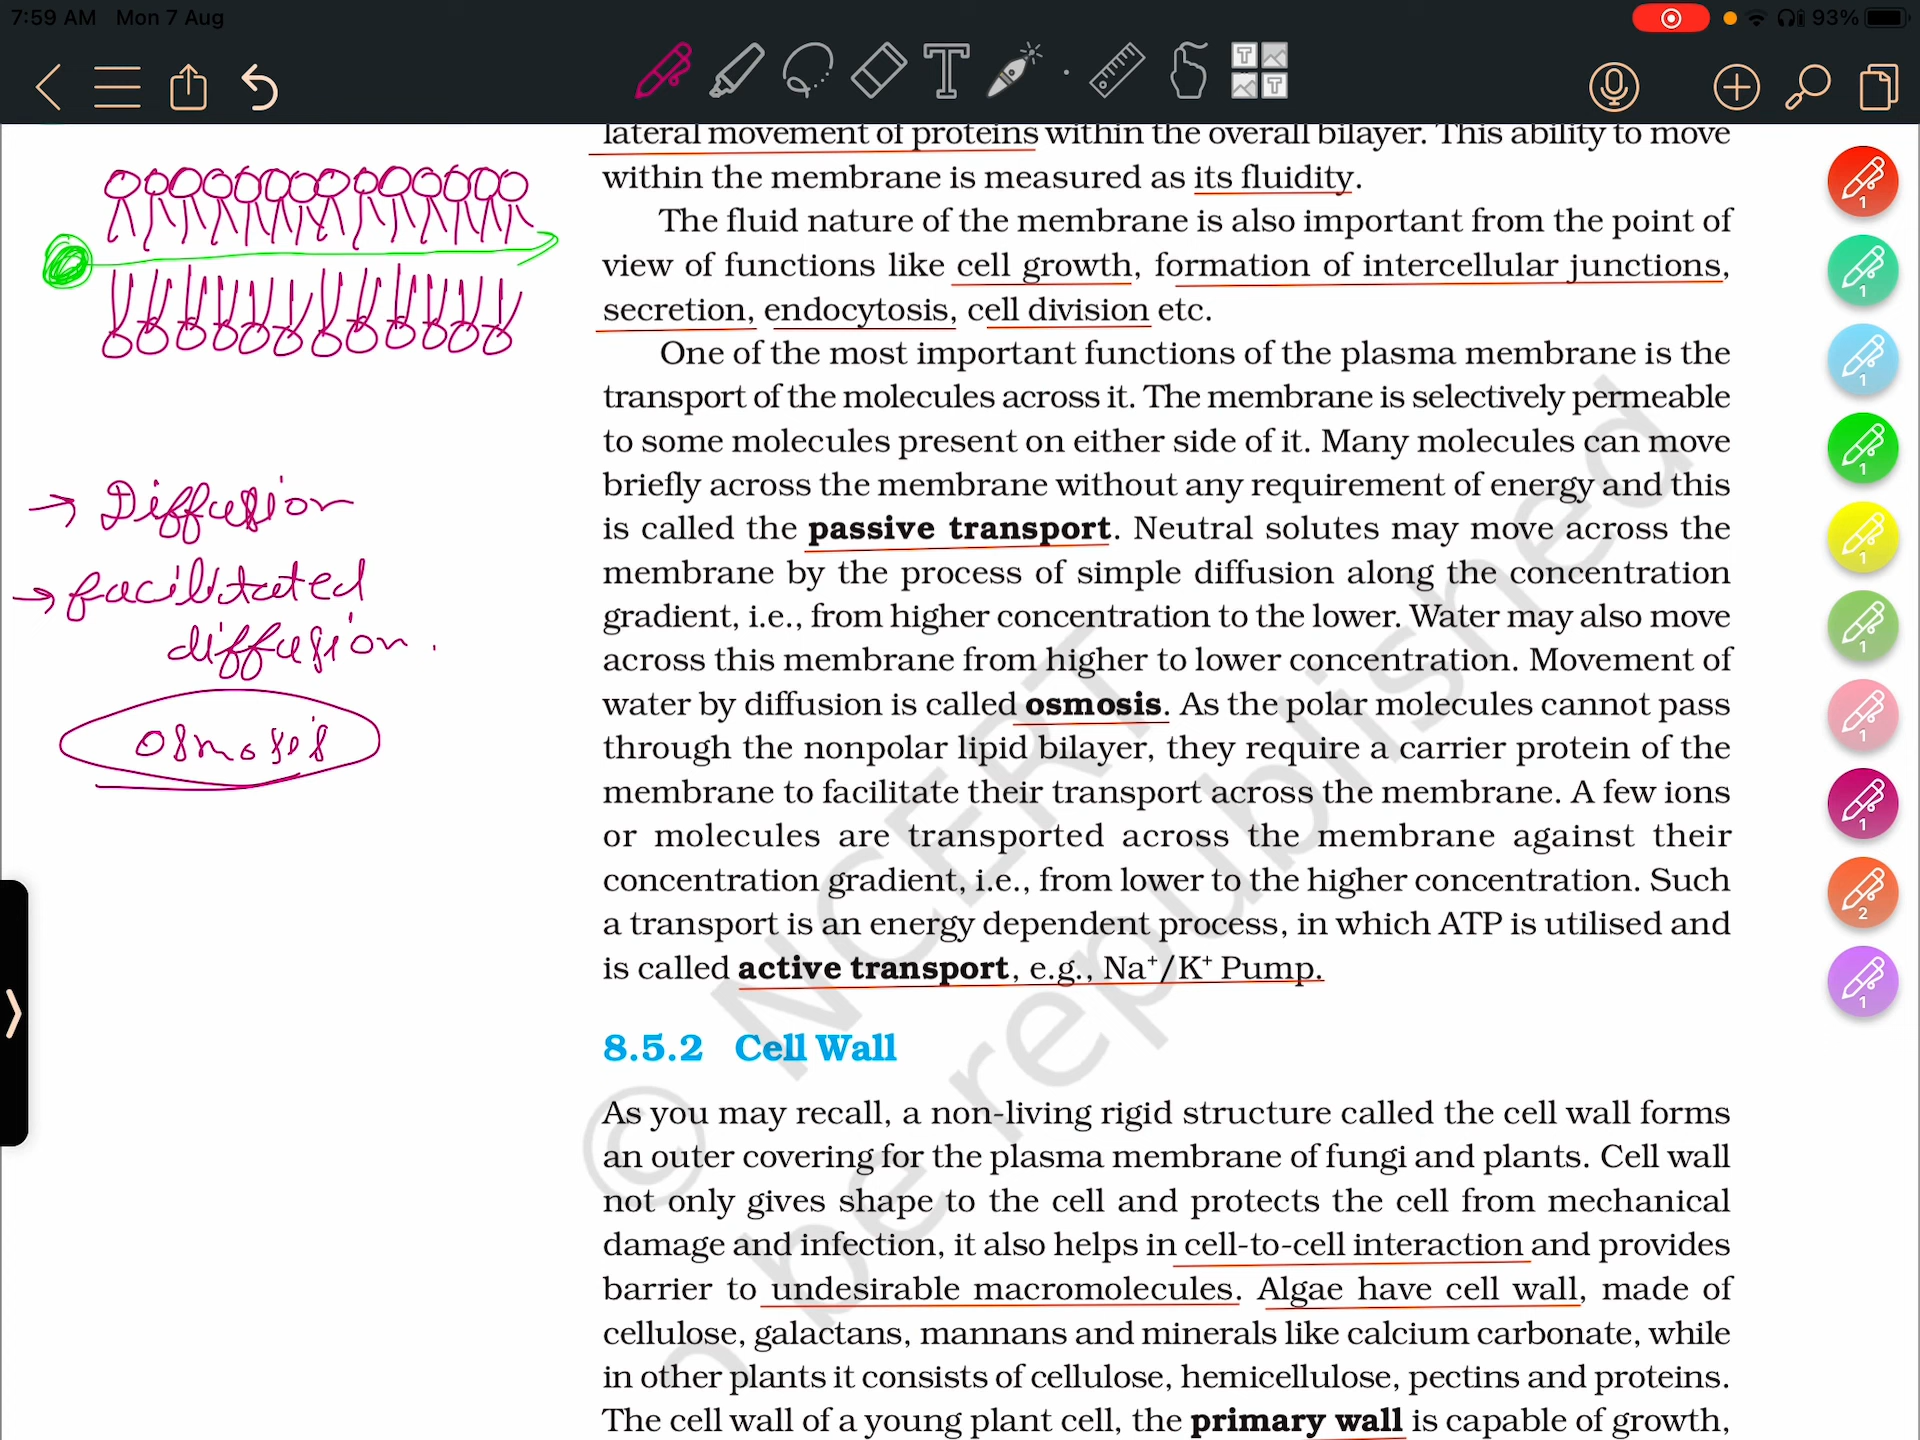 7:59 AM Mon 7 Aug
93%
lateral movement of proteins within the overall bilayer. This ability to move
within the membrane is measured as its fluidity.
The fluid nature of the membrane is also important from the point of
view of functions like cell growth, formation of intercellular junctions,
secretion, endocytosis, cell division etc.
One of the most important functions of the plasma membrane is the
transport of the molecules across it. The membrane is selectively permeable
to some molecules present on either side of it. Many molecules can move
briefly across the membrane without any requirement of energy and this
is called the passive transport. Neutral solutes may move across the
membrane by the process of simple diffusion along the concentration
gradient, i.e., from higher concentration to the lower. Water may also move
across this membrane from higher to lower concentration. Movement of
water by diffusion is called osmosis. As the polar molecules cannot pass
through the nonpolar lipid bilayer, they require a carrier protein of the
membrane to facilitate their transport across the membrane. A few ions
or molecules are transported across the membrane against their
concentration gradient, i.e., from lower to the higher concentration. Such
a transport is an energy dependent process, in which ATP is utilised and
is called active transport, e.g., Na⁺/K⁺ Pump.
8.5.2 Cell Wall
As you may recall, a non-living rigid structure called the cell wall forms
an outer covering for the plasma membrane of fungi and plants. Cell wall
not only gives shape to the cell and protects the cell from mechanical
damage and infection, it also helps in cell-to-cell interaction and provides
barrier to undesirable macromolecules. Algae have cell wall, made of
cellulose, galactans, mannans and minerals like calcium carbonate, while
in other plants it consists of cellulose, hemicellulose, pectins and proteins.
The cell wall of a young plant cell, the primary wall is capable of growth,
→ Diffusion
→ facilitated
diffusion.
osmosis
© NCERT
be republished
T
T
T
1
1
1
1
1
1
1
1
2
1